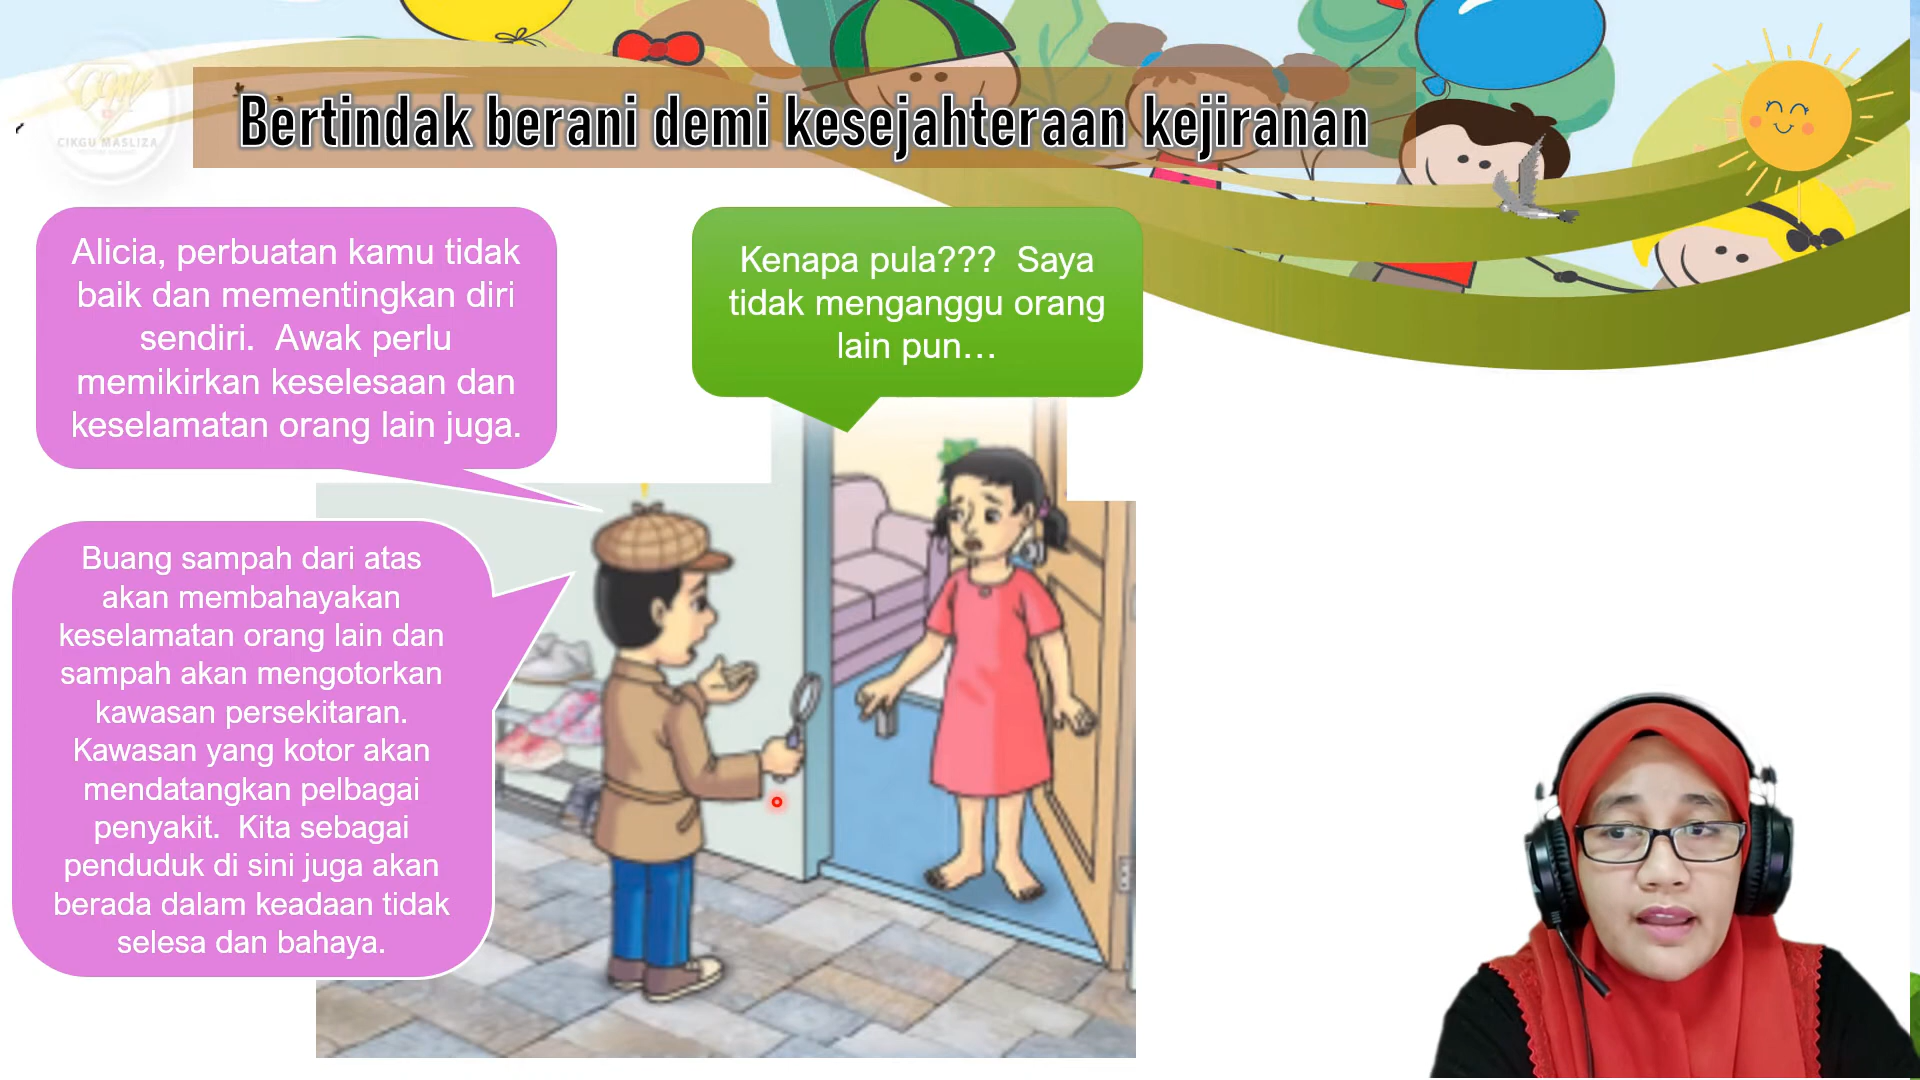 CIKGU MASLIZA
Bertindak berani demi kesejahteraan kejiranan
Alicia, perbuatan kamu tidak
baik dan mementingkan diri
sendiri. Awak perlu
memikirkan keselesaan dan
keselamatan orang lain juga.
Kenapa pula??? Saya
tidak menganggu orang
lain pun...
Buang sampah dari atas
akan membahayakan
keselamatan orang lain dan
sampah akan mengotorkan
kawasan persekitaran.
Kawasan yang kotor akan
mendatangkan pelbagai
penyakit. Kita sebagai
penduduk di sini juga akan
berada dalam keadaan tidak
selesa dan bahaya.